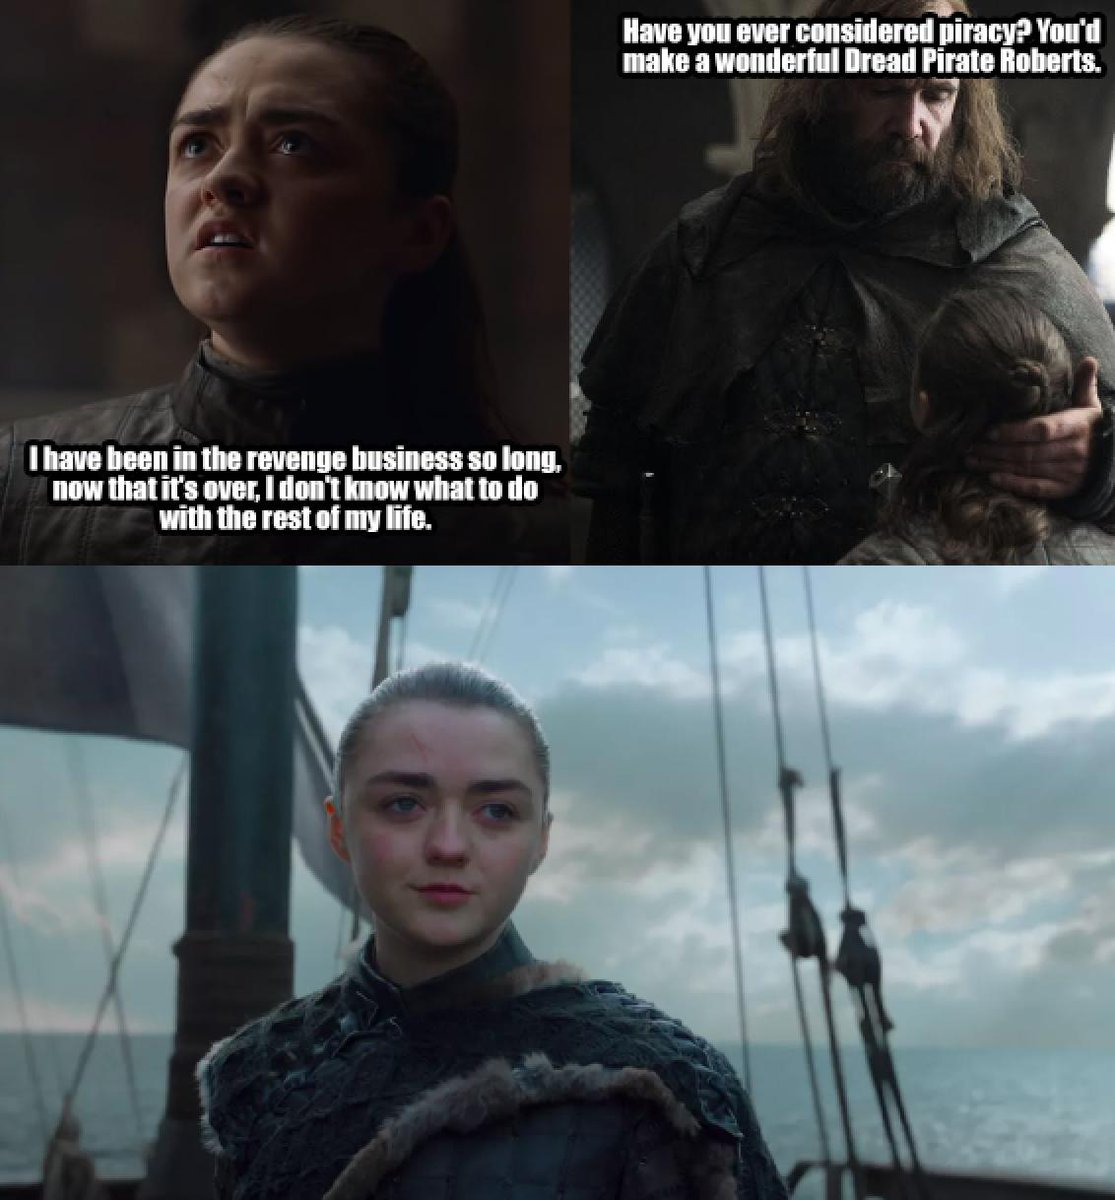 Have you ever considered piracy? You'd
make a wonderful Dread Pirate Roberts.
I have been in the revenge business so long,
now that it's over, I don't know what to do
with the rest of my life.